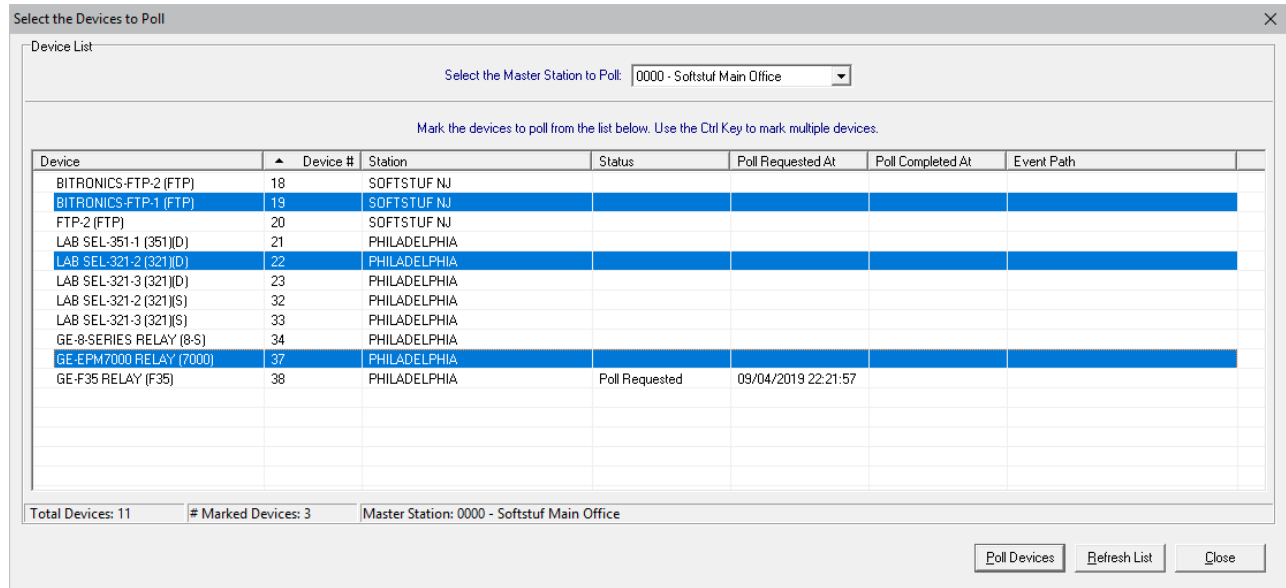 Select the Devices to Poll
Device List
Select the Master Station to Poll: 0000 - Softstuf Main Office
Mark the devices to poll from the list below. Use the Ctrl Key to mark multiple devices.
Device Device # Station Status Poll Requested At Poll Completed At Event Path
BITRONICS-FTP-2 (FTP) 18 SOFTSTUF NJ
BITRONICS-FTP-1 (FTP) 19 SOFTSTUF NJ
FTP-2 (FTP) 20 SOFTSTUF NJ
LAB SEL-351-1 (351)(D) 21 PHILADELPHIA
LAB SEL-321-2 (321)(D) 22 PHILADELPHIA
LAB SEL-321-3 (321)(D) 23 PHILADELPHIA
LAB SEL-321-2 (321)(S) 32 PHILADELPHIA
LAB SEL-321-3 (321)(S) 33 PHILADELPHIA
GE-8-SERIES RELAY (8-S) 34 PHILADELPHIA
GE-EPM7000 RELAY (7000) 37 PHILADELPHIA
GE-F35 RELAY (F35) 38 PHILADELPHIA Poll Requested 09/04/2019 22:21:57
Total Devices: 11 # Marked Devices: 3 Master Station: 0000 - Softstuf Main Office
Poll Devices Refresh List Close